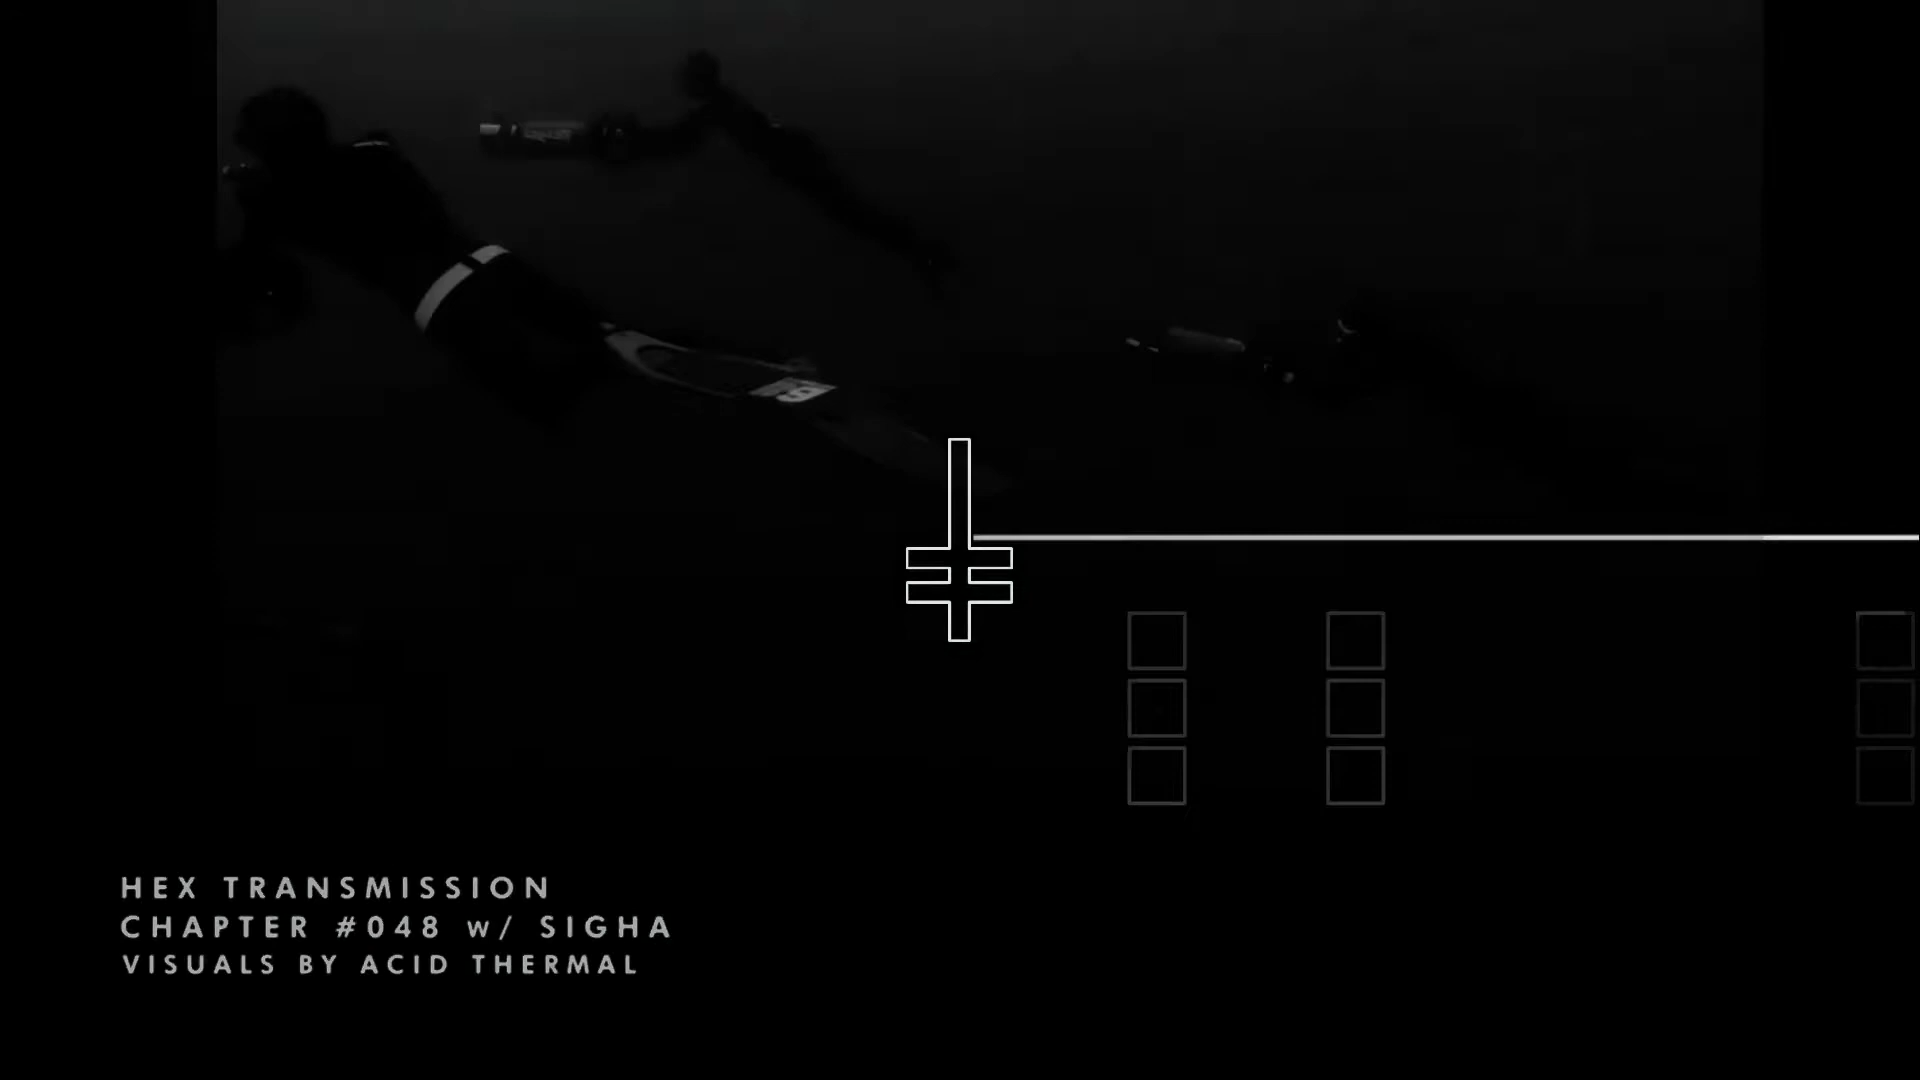 HEX TRANSMISSION
CHAPTER #048 w/ SIGHA
VISUALS BY ACID THERMAL